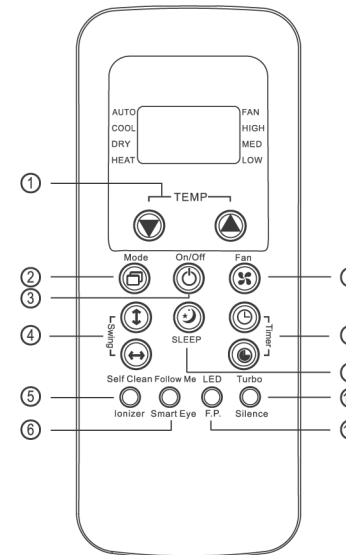 AUTO FAN
COOL HIGH
DRY MED
HEAT LOW
① TEMP
Mode On/Off Fan
②
③
④ Swing Timer
SLEEP
Self Clean Follow Me LED Turbo
⑤
Ionizer Smart Eye F.P. Silence
⑥